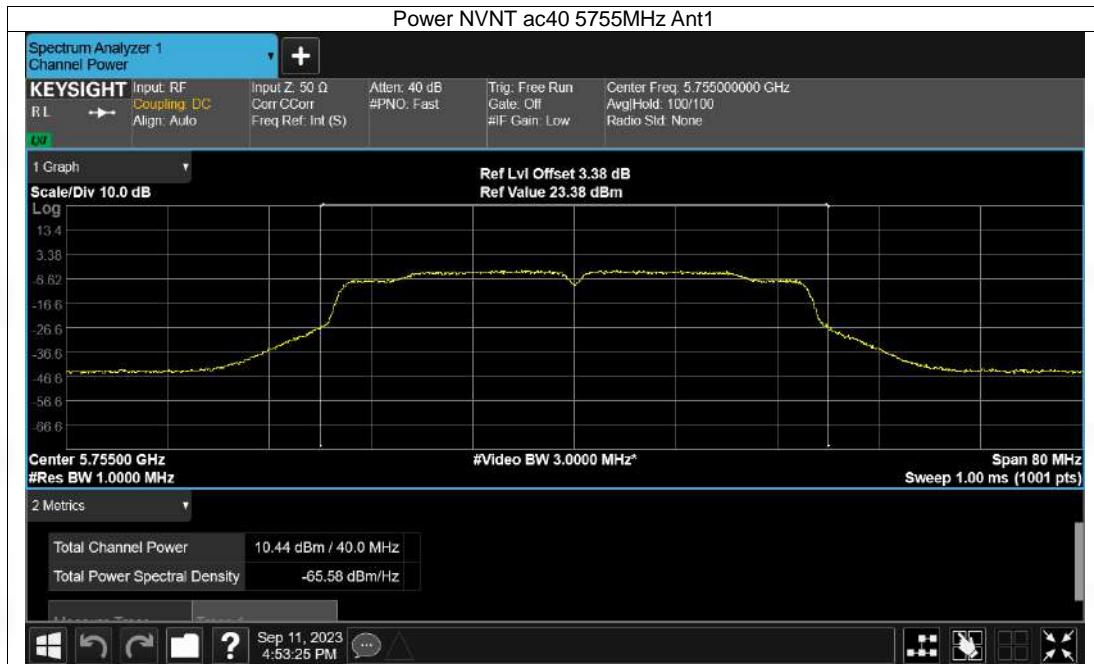 Power NVNT ac40 5755MHz Ant1
Spectrum Analyzer 1
Channel Power
+
KEYSIGHT
R L
LXI
Input: RF
Coupling: DC
Align: Auto
Input Z: 50 Ω
Corr CCorr
Freq Ref: Int (S)
Atten: 40 dB
#PNO: Fast
Trig: Free Run
Gate: Off
#IF Gain: Low
Center Freq: 5.755000000 GHz
Avg|Hold: 100/100
Radio Std: None
1 Graph
Ref Lvl Offset 3.38 dB
Scale/Div 10.0 dB
Ref Value 23.38 dBm
Log
13.4
3.38
-6.62
-16.6
-26.6
-36.6
-46.6
-56.6
-66.6
Center 5.75500 GHz
#Video BW 3.0000 MHz*
Span 80 MHz
#Res BW 1.0000 MHz
Sweep 1.00 ms (1001 pts)
2 Metrics
Total Channel Power 10.44 dBm / 40.0 MHz
Total Power Spectral Density -65.58 dBm/Hz
?
Sep 11, 2023
4:53:25 PM